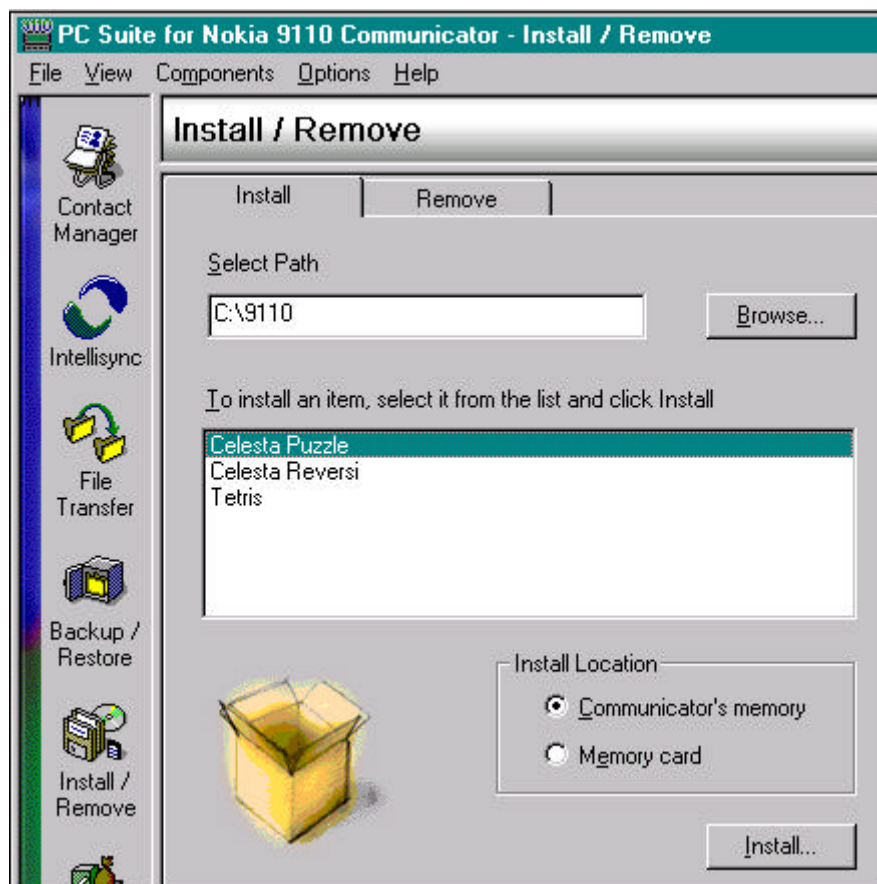 PC Suite for Nokia 9110 Communicator - Install / Remove
File View Components Options Help
Install / Remove
Contact
Manager
Intellisync
File
Transfer
Backup /
Restore
Install /
Remove
Install Remove
Select Path
C:\9110
Browse...
To install an item, select it from the list and click Install
Celesta Puzzle
Celesta Reversi
Tetris
Install Location
Communicator's memory
Memory card
Install...